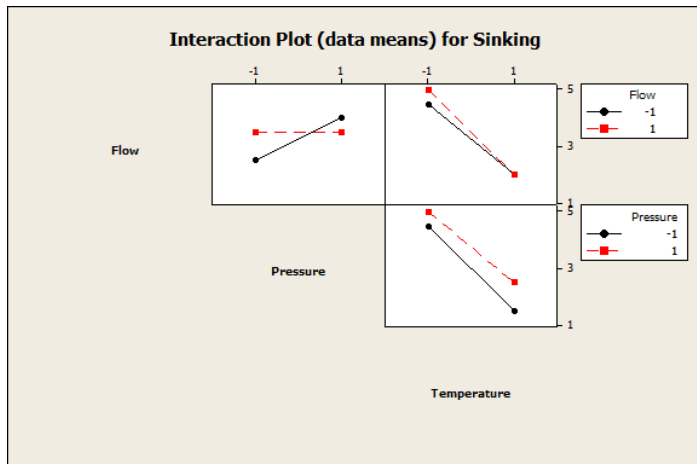 Interaction Plot (data means) for Sinking
-1 1 -1 1
Flow
5
3
1
Flow
-1
1
Pressure
5
3
1
Pressure
-1
1
Temperature